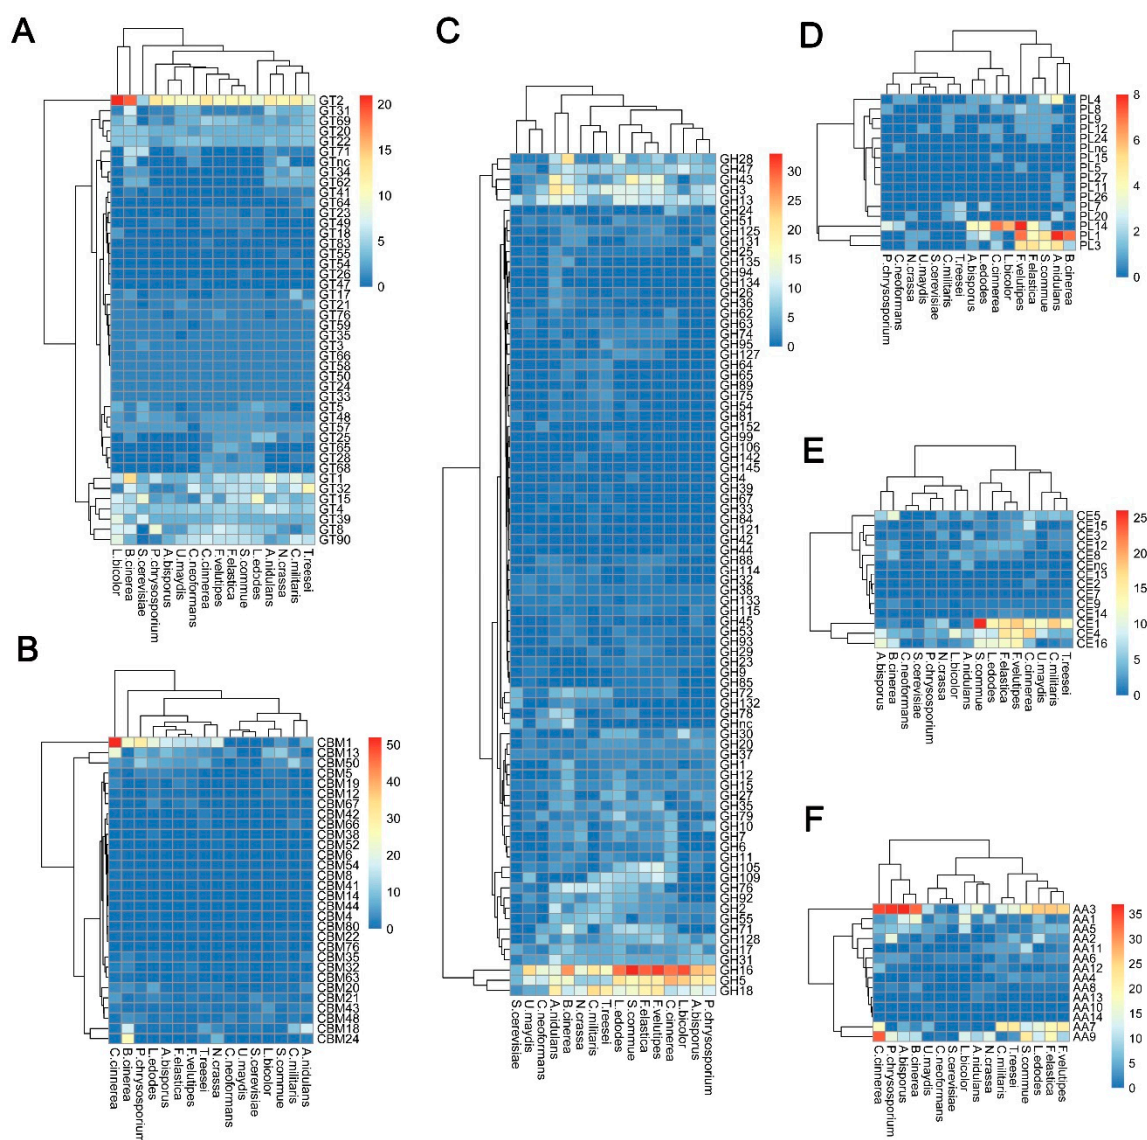 A
GT2
GT31
GT69
GT20
GT22
GT71
GTnc
GT34
GT62
GT41
GT64
GT23
GT49
GT18
GT83
GT55
GT54
GT26
GT47
GT17
GT21
GT76
GT59
GT35
GT3
GT66
GT58
GT50
GT24
GT33
GT5
GT48
GT57
GT25
GT65
GT28
GT68
GT1
GT32
GT15
GT4
GT39
GT8
GT90
20
15
10
5
0
L.bicolor
B.cinerea
S.cerevisiae
P.chrysosporium
A.bisporus
U.maydis
C.neoformans
C.cinnerea
F.velutipes
F.elastica
S.commue
L.edodes
A.nidulans
N.crassa
C.militaris
T.reesei
B
CBM1
CBM13
CBM50
CBM5
CBM19
CBM12
CBM67
CBM42
CBM66
CBM38
CBM52
CBM6
CBM54
CBM8
CBM41
CBM14
CBM44
CBM4
CBM80
CBM22
CBM76
CBM35
CBM32
CBM63
CBM20
CBM21
CBM43
CBM48
CBM18
CBM24
50
40
30
20
10
0
C.cinnerea
B.cinerea
P.chrysosporium
L.edodes
A.bisporus
F.elastica
F.velutipes
T.reesei
N.crassa
C.neoformans
U.maydis
S.cerevisiae
L.bicolor
S.commue
C.militaris
A.nidulans
C
GH28
GH47
GH43
GH3
GH13
GH24
GH51
GH125
GH131
GH25
GH135
GH94
GH134
GH26
GH36
GH62
GH63
GH74
GH95
GH127
GH64
GH65
GH89
GH75
GH54
GH81
GH152
GH99
GH106
GH142
GH145
GH4
GH39
GH67
GH33
GH84
GH121
GH42
GH44
GH88
GH114
GH32
GH38
GH133
GH115
GH45
GH53
GH93
GH29
GH23
GH9
GH85
GH72
GH132
GH78
GHnc
GH30
GH20
GH37
GH1
GH12
GH15
GH27
GH35
GH79
GH10
GH7
GH6
GH11
GH105
GH109
GH76
GH92
GH2
GH55
GH71
GH128
GH17
GH31
GH16
GH5
GH18
30
25
20
15
10
5
0
S.cerevisiae
U.maydis
C.neoformans
A.nidulans
B.cinerea
N.crassa
C.militaris
T.reesei
L.edodes
S.commue
F.elastica
F.velutipes
C.cinnerea
L.bicolor
A.bisporus
P.chrysosporium
D
PL4
PL8
PL9
PL12
PL24
PLnc
PL15
PL5
PL27
PL11
PL26
PL7
PL20
PL14
PL1
PL3
8
6
4
2
0
P.chrysosporium
C.neoformans
N.crassa
U.maydis
S.cerevisiae
C.militaris
T.reesei
A.bisporus
L.edodes
C.cinnerea
L.bicolor
F.velutipes
F.elastica
S.commue
A.nidulans
B.cinerea
E
CE5
CE15
CE3
CE12
CE8
CEnc
CE13
CE2
CE7
CE9
CE14
CE1
CE4
CE16
25
20
15
10
5
0
A.bisporus
B.cinerea
C.neoformans
S.cerevisiae
P.chrysosporium
N.crassa
L.bicolor
A.nidulans
S.commue
L.edodes
F.elastica
F.velutipes
C.cinnerea
U.maydis
C.militaris
T.reesei
F
AA3
AA1
AA5
AA2
AA11
AA6
AA12
AA4
AA8
AA13
AA10
AA14
AA7
AA9
35
30
25
20
15
10
5
0
C.cinnerea
P.chrysosporium
A.bisporus
B.cinerea
U.maydis
C.neoformans
S.cerevisiae
L.bicolor
A.nidulans
N.crassa
C.militaris
T.reesei
S.commue
L.edodes
F.elastica
F.velutipes